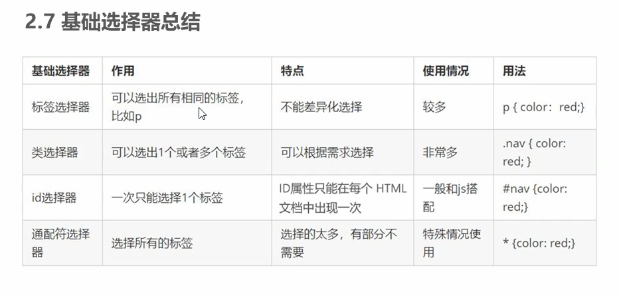 2.7 基础选择器总结
基础选择器 作用 特点 使用情况 用法
标签选择器 可以选出所有相同的标签，比如p 不能差异化选择 较多 p { color：red;}
类选择器 可以选出1个或者多个标签 可以根据需求选择 非常多 .nav { color: red; }
id选择器 一次只能选择1个标签 ID属性只能在每个 HTML 文档中出现一次 一般和js搭配 #nav {color: red;}
通配符选择器 选择所有的标签 选择的太多，有部分不需要 特殊情况使用 * {color: red;}